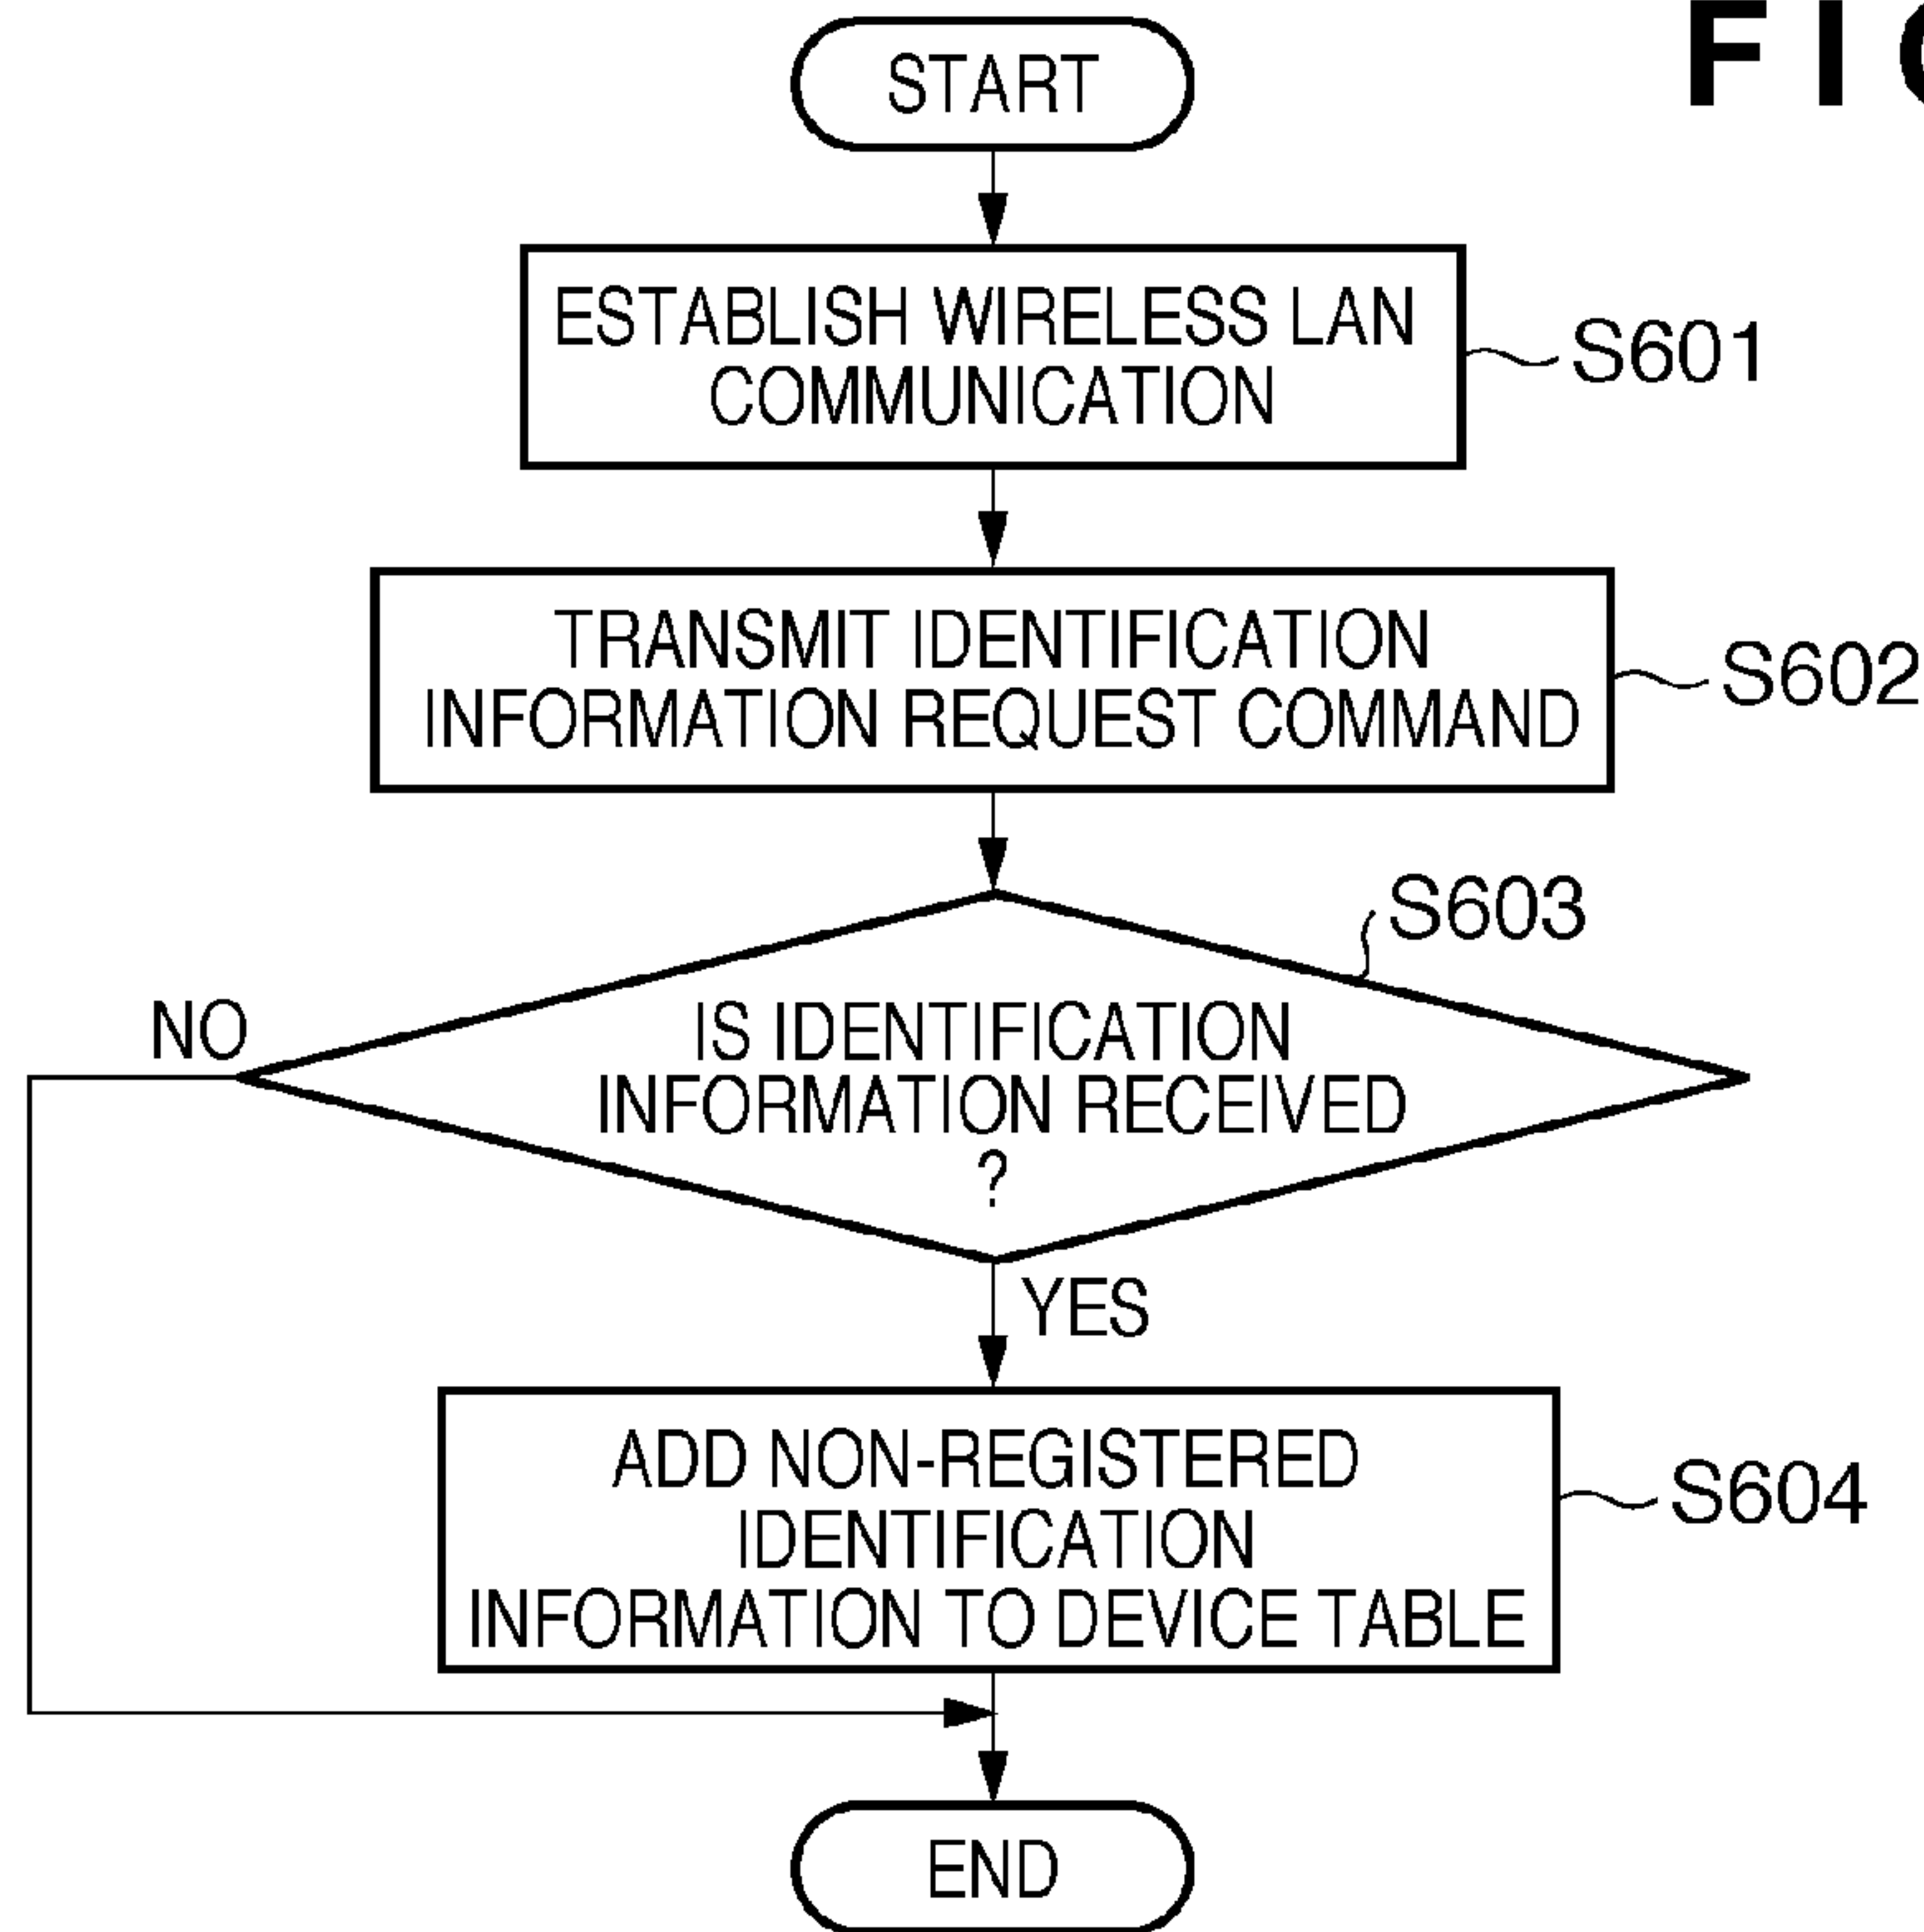 FI
START
ESTABLISH WIRELESS LAN
COMMUNICATION
S601
TRANSMIT IDENTIFICATION
INFORMATION REQUEST COMMAND
S602
S603
NO
IS IDENTIFICATION
INFORMATION RECEIVED
?
YES
ADD NON-REGISTERED
IDENTIFICATION
INFORMATION TO DEVICE TABLE
S604
END